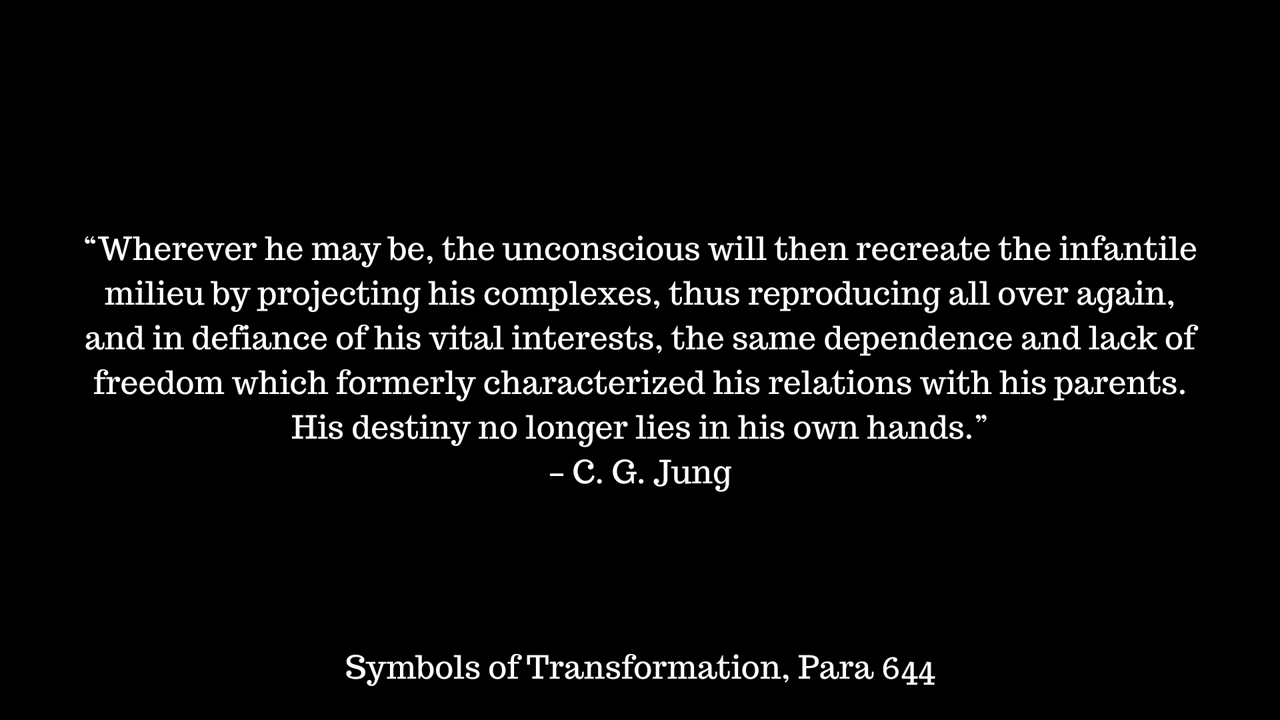 “Wherever he may be, the unconscious will then recreate the infantile
milieu by projecting his complexes, thus reproducing all over again,
and in defiance of his vital interests, the same dependence and lack of
freedom which formerly characterized his relations with his parents.
His destiny no longer lies in his own hands.”
– C. G. Jung
Symbols of Transformation, Para 644